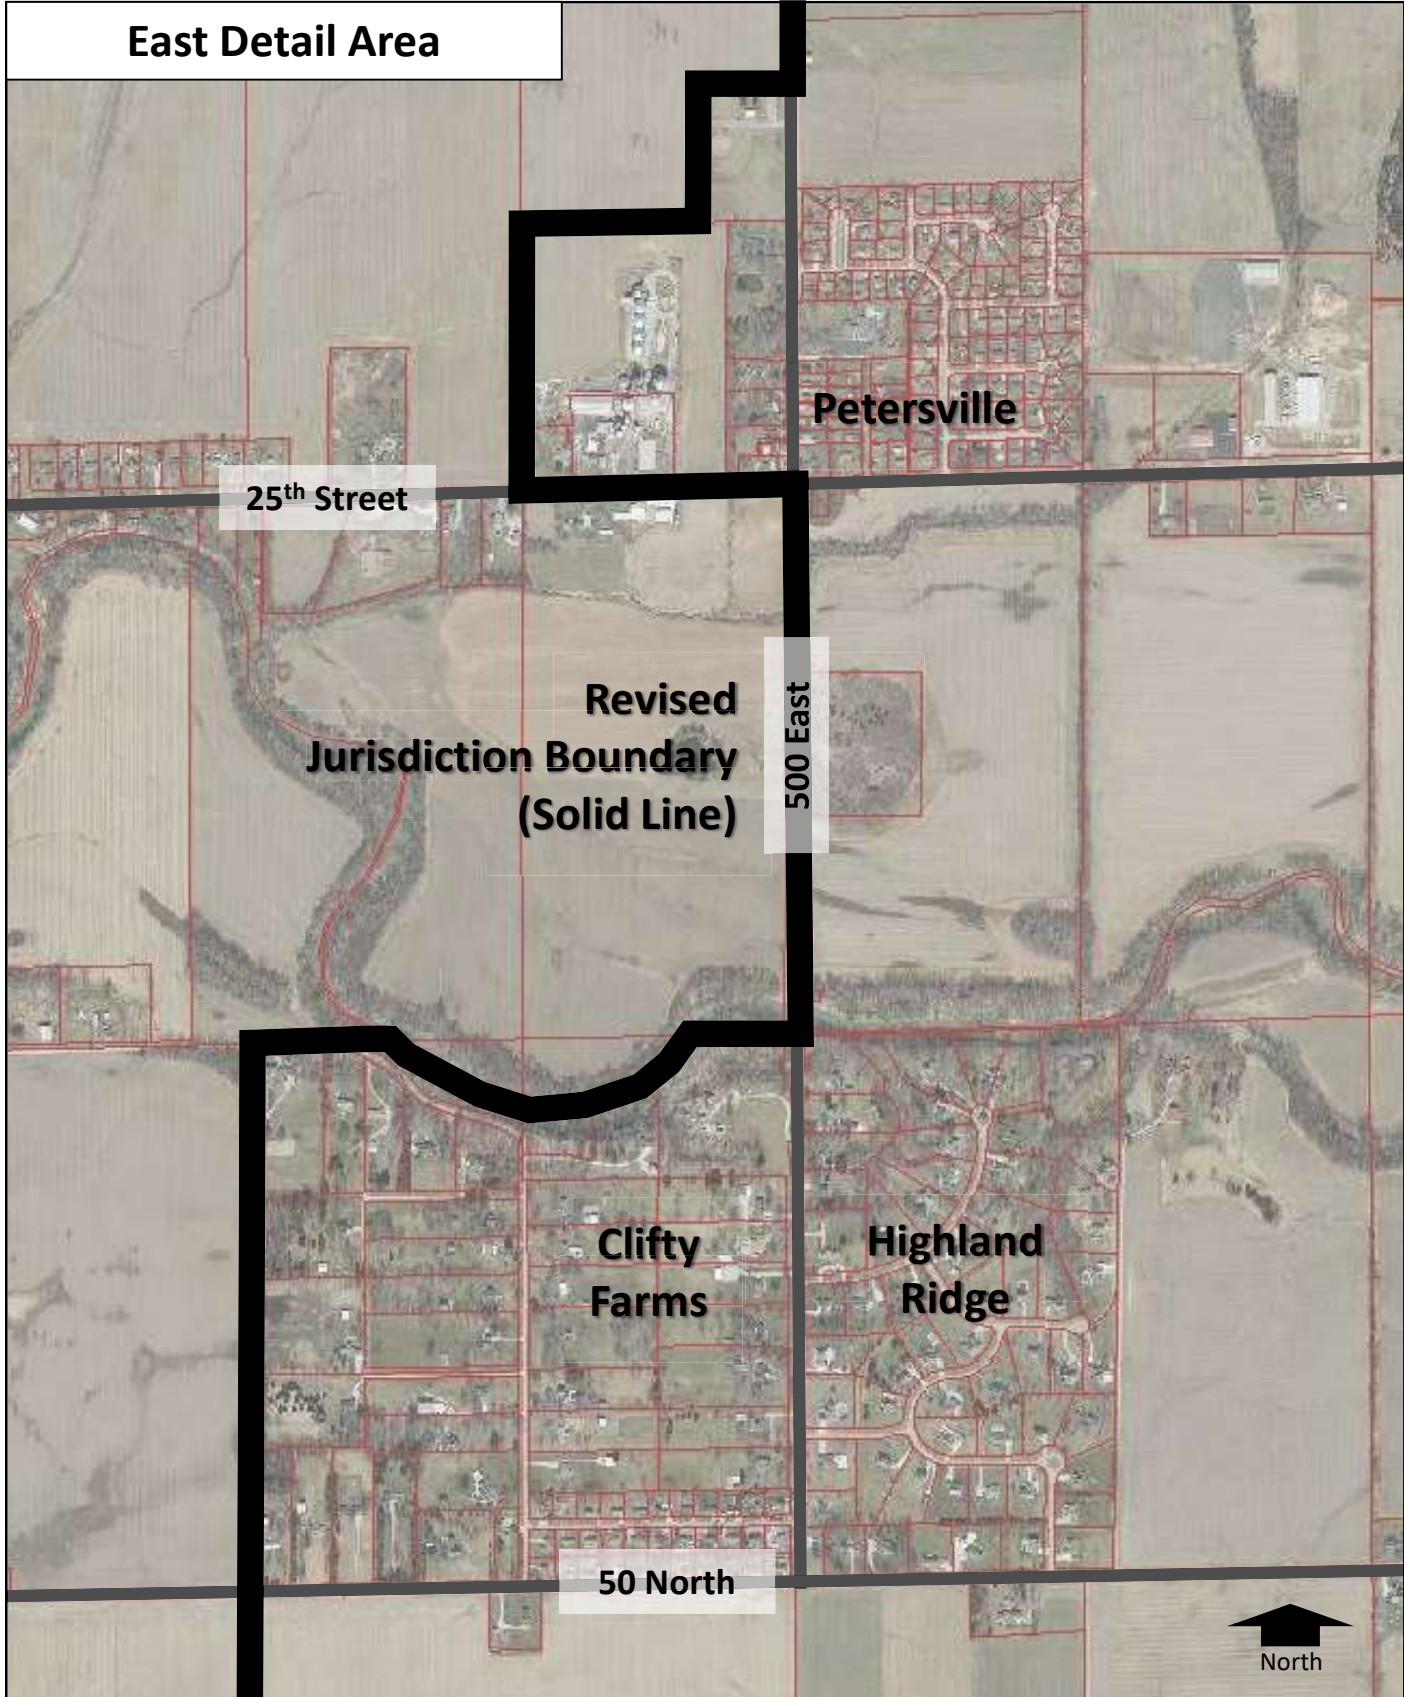 East Detail Area
Petersville
25th Street
Revised
Jurisdiction Boundary
(Solid Line)
500 East
Clifty
Farms
Highland
Ridge
50 North
North